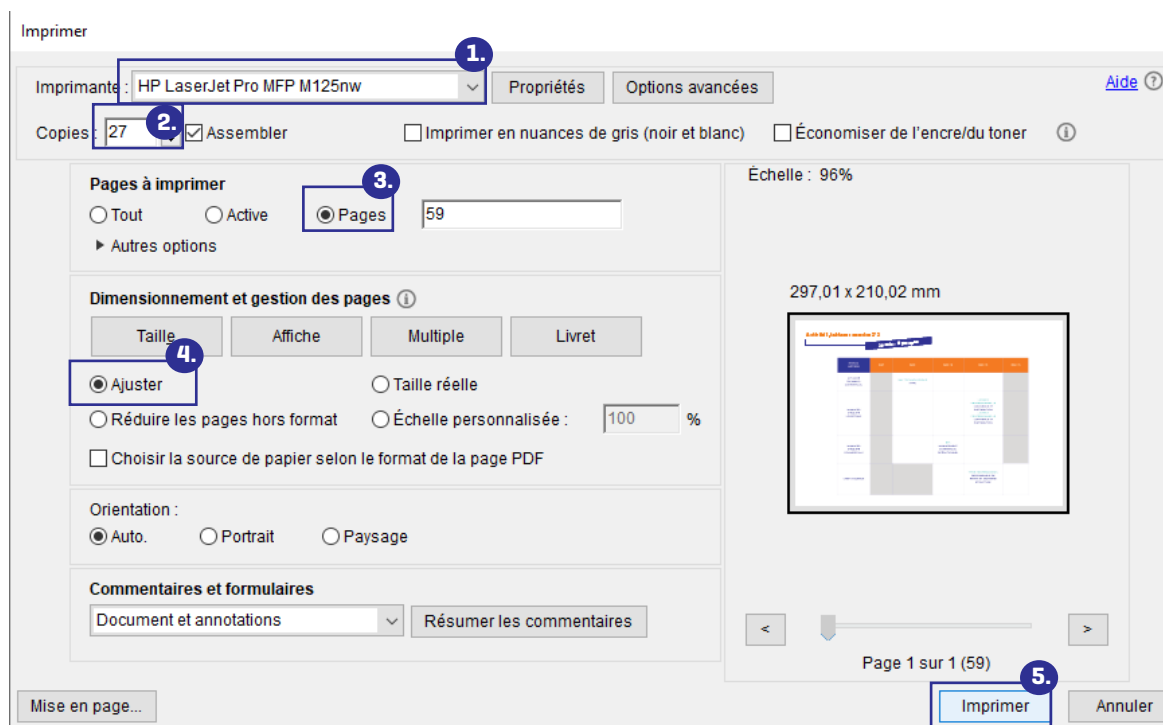 Imprimer
1.
Imprimante : HP LaserJet Pro MFP M125nw Propriétés Options avancées Aide ?
2.
Copies : 27 Assembler Imprimer en nuances de gris (noir et blanc) Économiser de l'encre/du toner i
Pages à imprimer
3.
Tout Active Pages 59
Autres options
Dimensionnement et gestion des pages i
Taille Affiche Multiple Livret
4.
Ajuster Taille réelle
Réduire les pages hors format Échelle personnalisée : 100 %
Choisir la source de papier selon le format de la page PDF
Orientation :
Auto. Portrait Paysage
Commentaires et formulaires
Document et annotations Résumer les commentaires
Échelle : 96%
297,01 x 210,02 mm
< >
Page 1 sur 1 (59)
5.
Mise en page... Imprimer Annuler